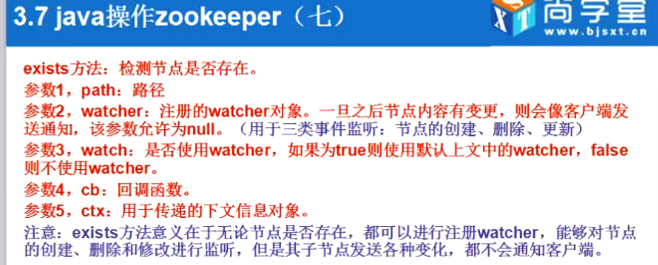 3.7 java操作zookeeper（七）
尚学堂
www.bjsxt.cn
exists方法：检测节点是否存在。
参数1，path：路径
参数2，watcher：注册的watcher对象。一旦之后节点内容有变更，则会像客户端发
送通知，该参数允许为null。（用于三类事件监听：节点的创建、删除、更新）
参数3，watch：是否使用watcher，如果为true则使用默认上文中的watcher，false
则不使用watcher。
参数4，cb：回调函数。
参数5，ctx：用于传递的下文信息对象。
注意：exists方法意义在于无论节点是否存在，都可以进行注册watcher，能够对节点
的创建、删除和修改进行监听，但是其子节点发送各种变化，都不会通知客户端。